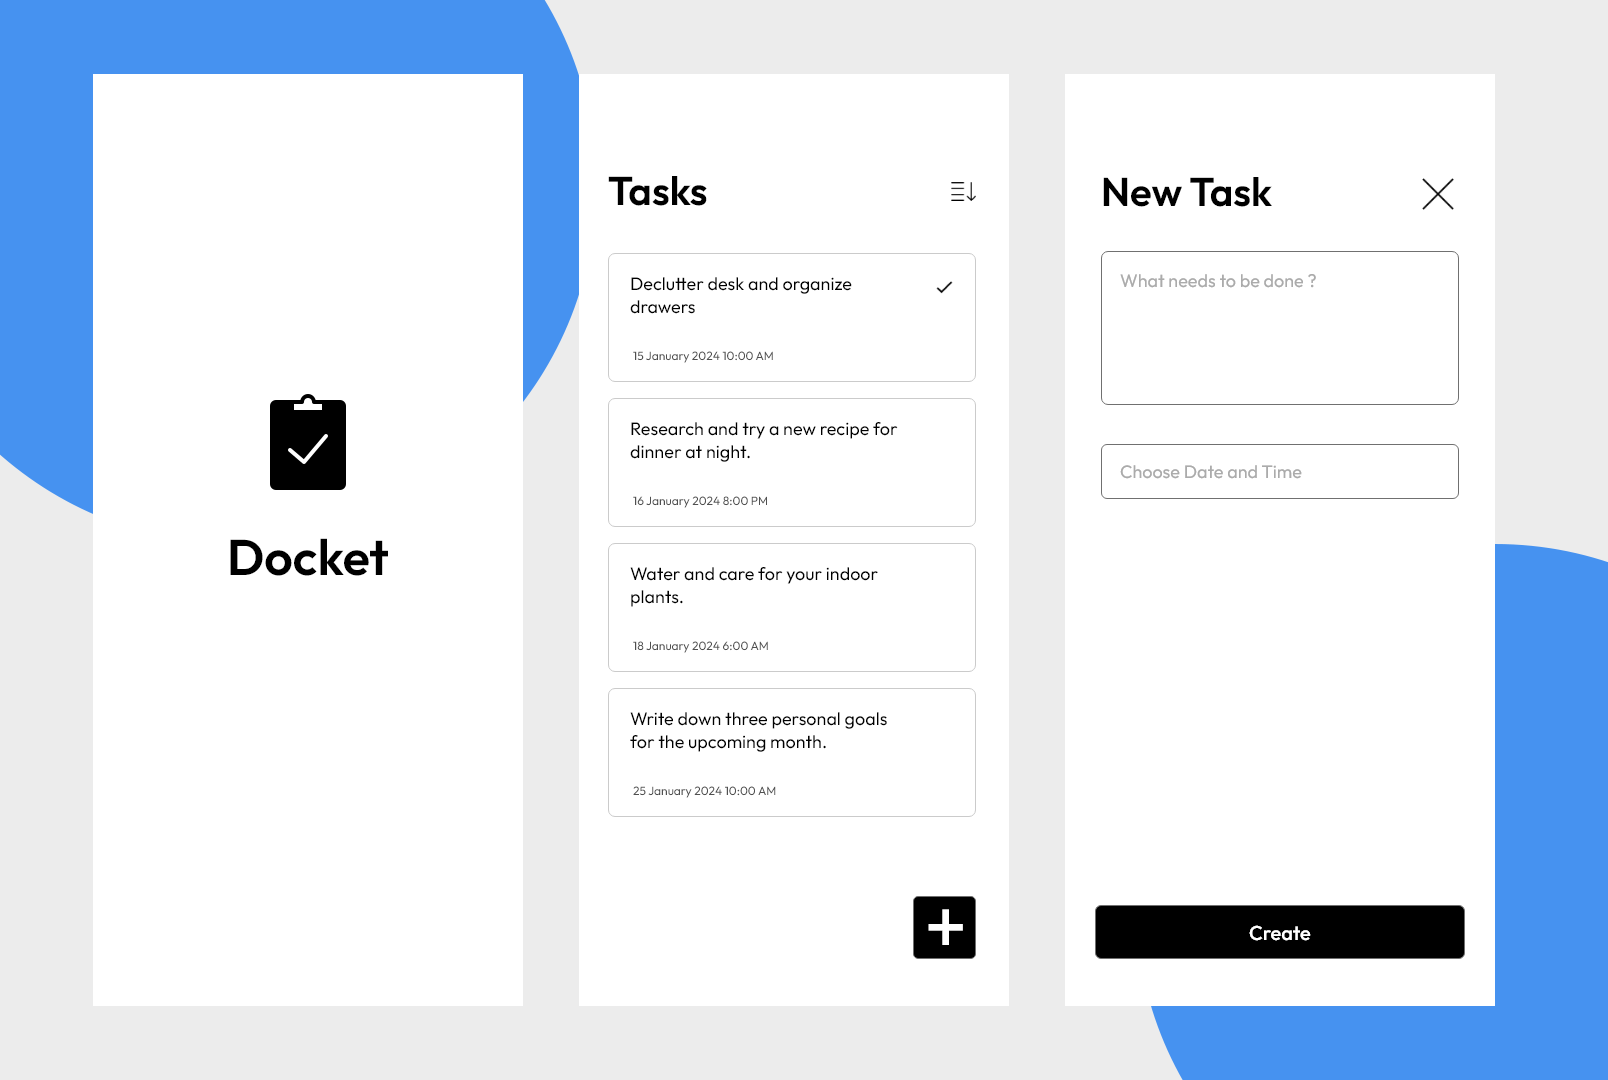 Docket
Tasks
Declutter desk and organize
drawers
15 January 2024 10:00 AM
Research and try a new recipe for
dinner at night.
16 January 2024 8:00 PM
Water and care for your indoor
plants.
18 January 2024 6:00 AM
Write down three personal goals
for the upcoming month.
25 January 2024 10:00 AM
New Task
What needs to be done ?
Choose Date and Time
Create